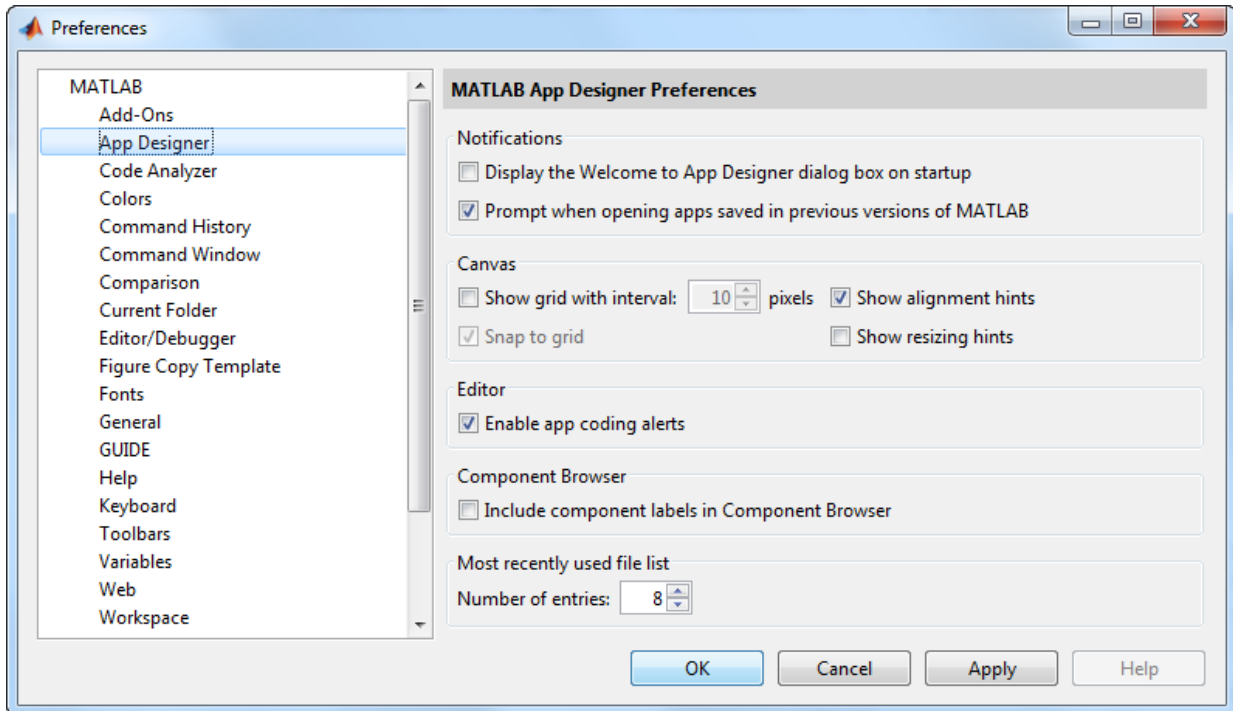 Preferences
MATLAB
Add-Ons
App Designer
Code Analyzer
Colors
Command History
Command Window
Comparison
Current Folder
Editor/Debugger
Figure Copy Template
Fonts
General
GUIDE
Help
Keyboard
Toolbars
Variables
Web
Workspace
MATLAB App Designer Preferences
Notifications
Display the Welcome to App Designer dialog box on startup
Prompt when opening apps saved in previous versions of MATLAB
Canvas
Show grid with interval: 10 pixels Show alignment hints
Snap to grid Show resizing hints
Editor
Enable app coding alerts
Component Browser
Include component labels in Component Browser
Most recently used file list
Number of entries: 8
OK Cancel Apply Help